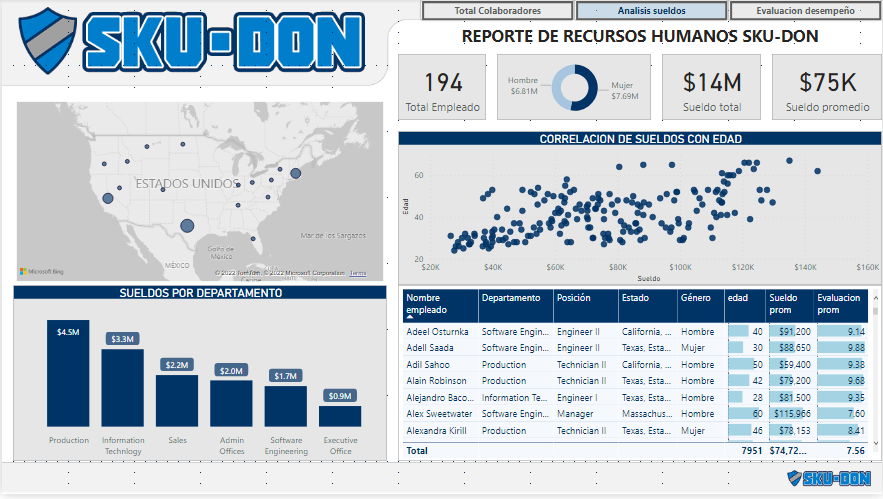 SKU-DON
Total Colaboradores
Analisis sueldos
Evaluacion desempeño
REPORTE DE RECURSOS HUMANOS SKU-DON
194
Total Empleado
Hombre
$6.81M
Mujer
$7.69M
$14M
Sueldo total
$75K
Sueldo promedio
ESTADOS UNIDOS
Mar de los Sargazos
Golfo de
México
MÉXICO
Microsoft Bing
© 2022 TomTom, © 2022 Microsoft Corporation Terms
CORRELACION DE SUELDOS CON EDAD
Edad
60
40
20
$20K $40K $60K $80K $100K $120K $140K $160K
Sueldo
SUELDOS POR DEPARTAMENTO
$4.5M
$3.3M
$2.2M
$2.0M
$1.7M
$0.9M
Production
Information
Technlogy
Sales
Admin
Offices
Software
Engineering
Executive
Office
Nombre empleado Departamento Posición Estado Género edad Sueldo prom Evaluacion prom
Adeel Osturnka Software Engin... Engineer II California, ... Hombre 40 $91,200 9.14
Adell Saada Software Engin... Engineer II Texas, Esta... Mujer 30 $88,650 9.88
Adil Sahoo Production Technician II California, ... Hombre 50 $59,400 9.38
Alain Robinson Production Technician II Texas, Esta... Hombre 42 $79,200 9.68
Alejandro Baco... Information Te... Engineer I Texas, Esta... Hombre 28 $81,500 9.35
Alex Sweetwater Software Engin... Manager Massachus... Hombre 60 $115,966 7.60
Alexandra Kirill Production Technician II Texas, Esta... Mujer 46 $78,153 8.41
Total 7951 $74,72... 7.56
SKU-DON